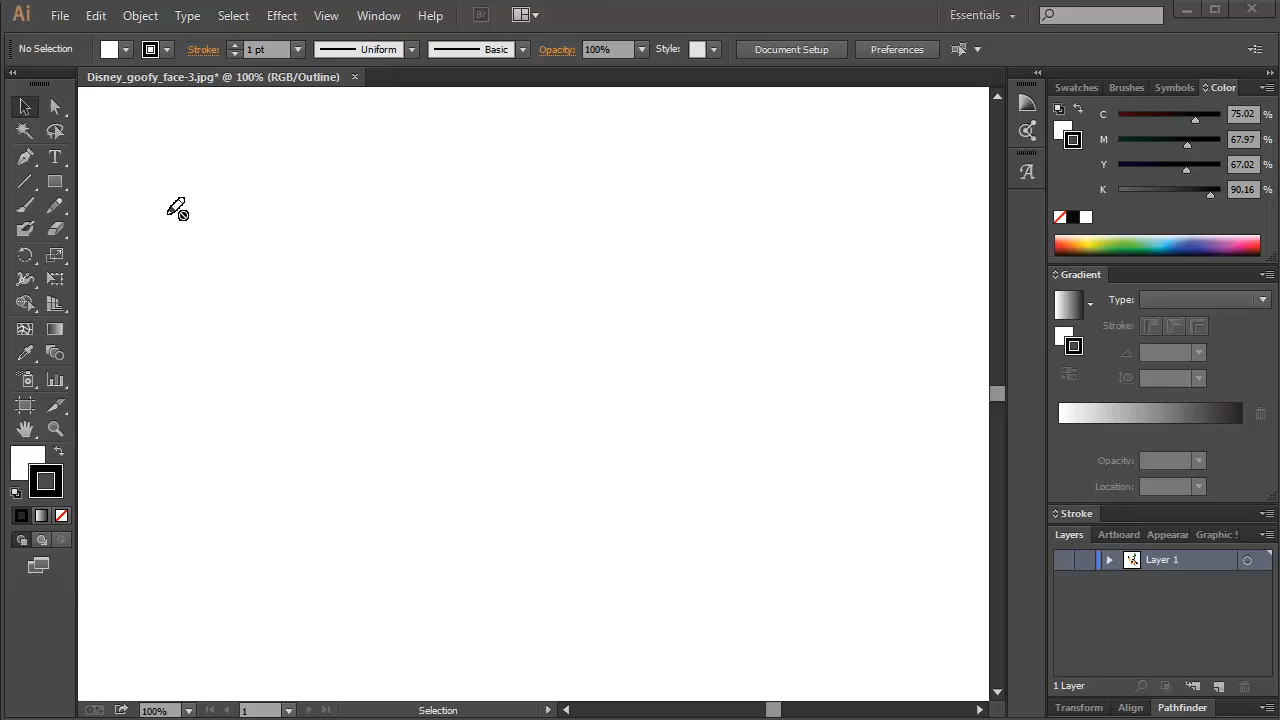 Ai File Edit Object Type Select Effect View Window Help Br Essentials
No Selection Stroke: 1 pt Uniform Basic Opacity: 100% Style: Document Setup Preferences
Disney_goofy_face-3.jpg* @ 100% (RGB/Outline)
Swatches Brushes Symbols Color
C 75.02 %
M 67.97 %
Y 67.02 %
K 90.16 %
Gradient
Type:
Stroke:
Opacity:
Location:
Stroke
Layers Artboard Appearan Graphic S
Layer 1
1 Layer
100% 1 Selection
Transform Align Pathfinder